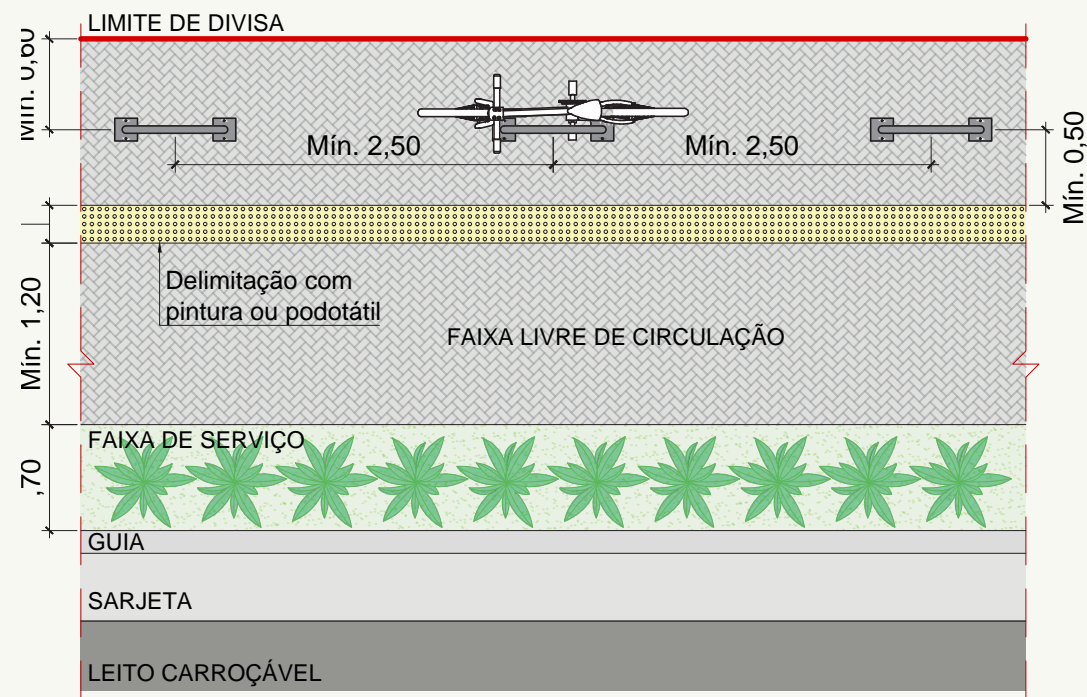 LIMITE DE DIVISA
Mín. 0,60
Mín. 2,50
Mín. 2,50
Mín. 0,50
Delimitação com
pintura ou podotátil
Mín. 1,20
FAIXA LIVRE DE CIRCULAÇÃO
FAIXA DE SERVIÇO
,70
GUIA
SARJETA
LEITO CARROÇÁVEL